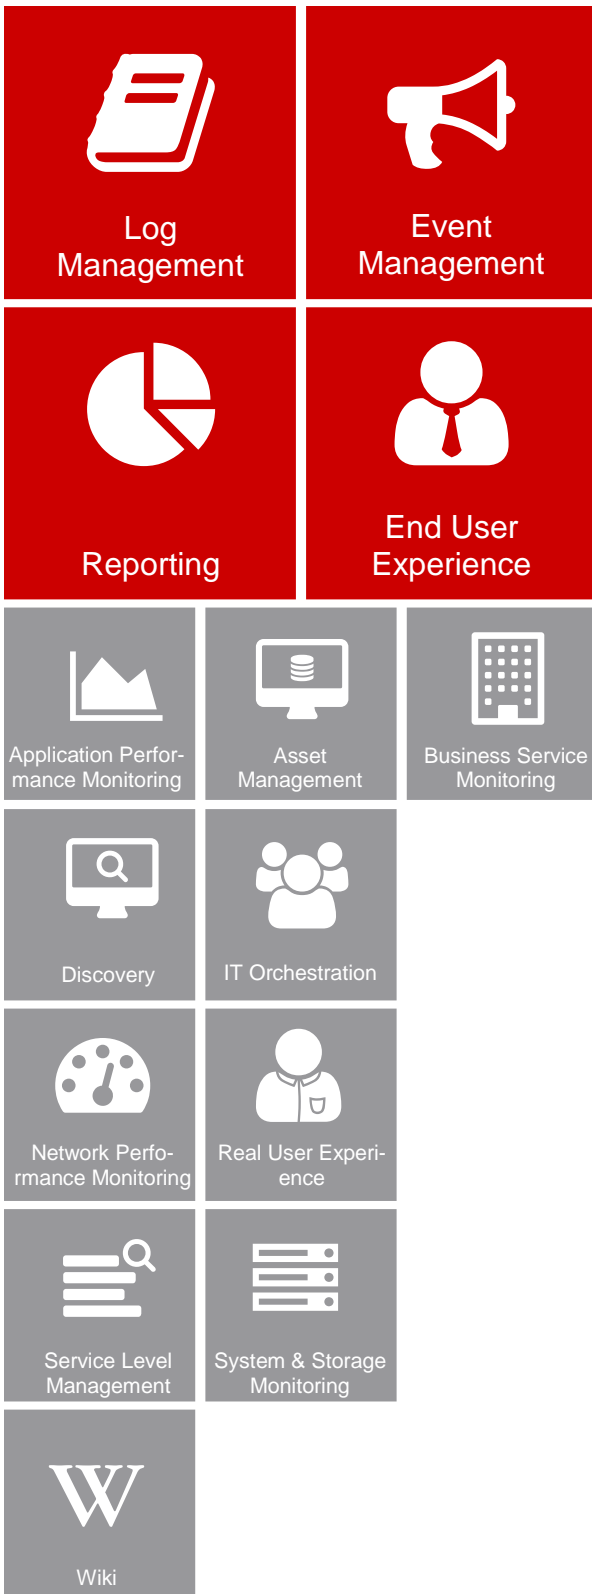 Log
Management
Event
Management
Reporting
End User
Experience
Application Perfor-
mance Monitoring
Asset
Management
Business Service
Monitoring
Discovery
IT Orchestration
Network Perfo-
rmance Monitoring
Real User Experi-
ence
Service Level
Management
System & Storage
Monitoring
W
Wiki